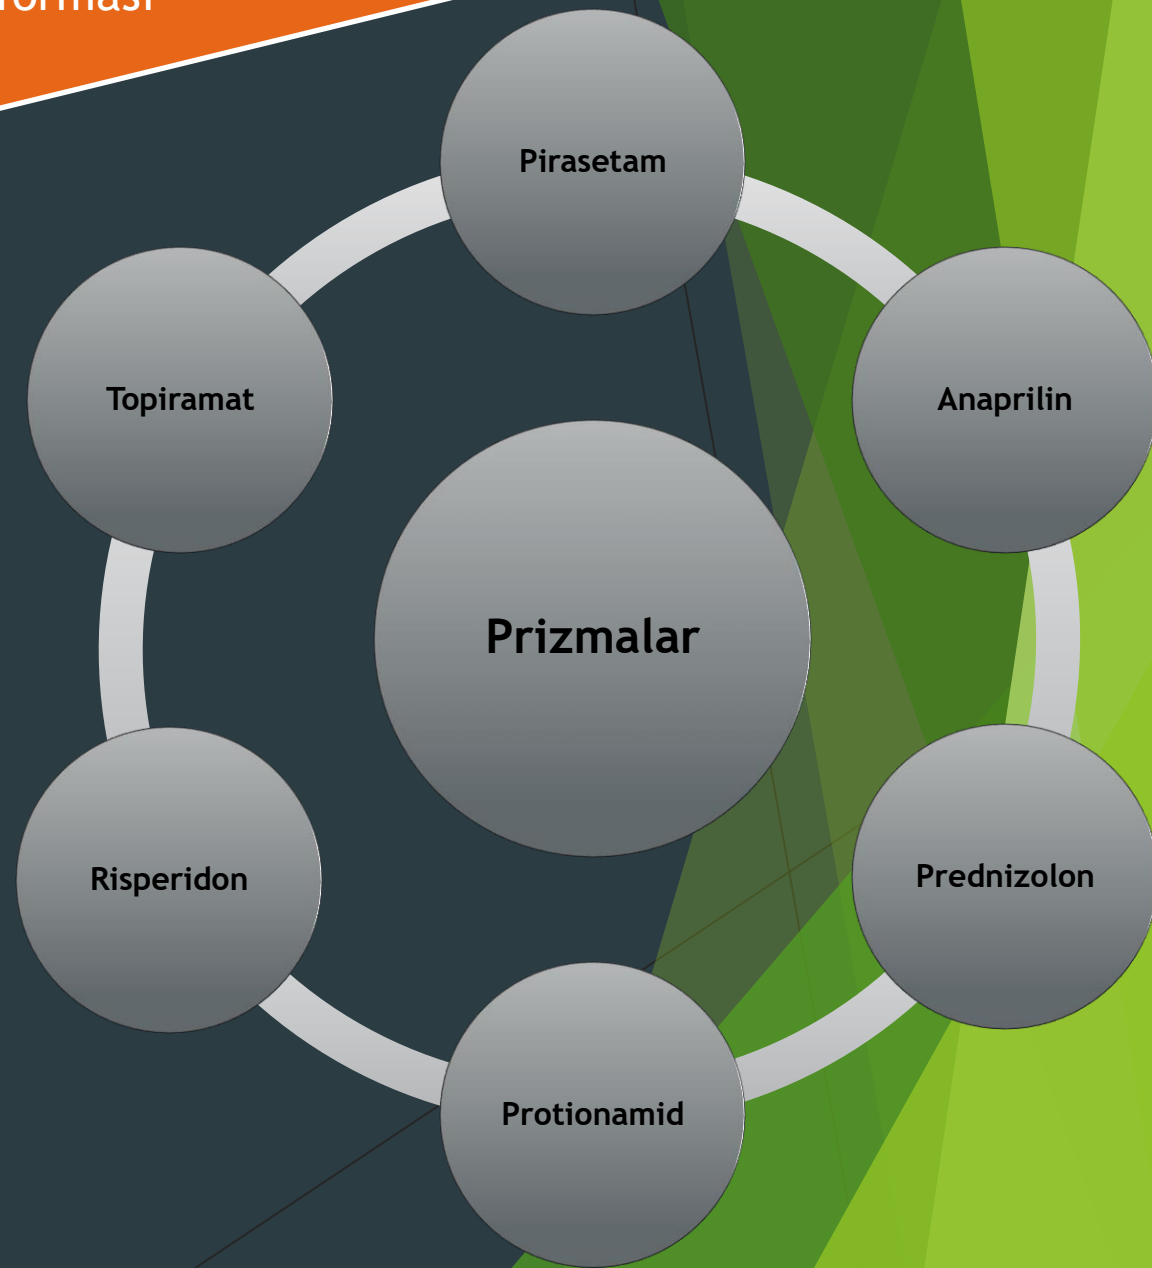 Pirasetam
Anaprilin
Prednizolon
Protionamid
Risperidon
Topiramat
Prizmalar